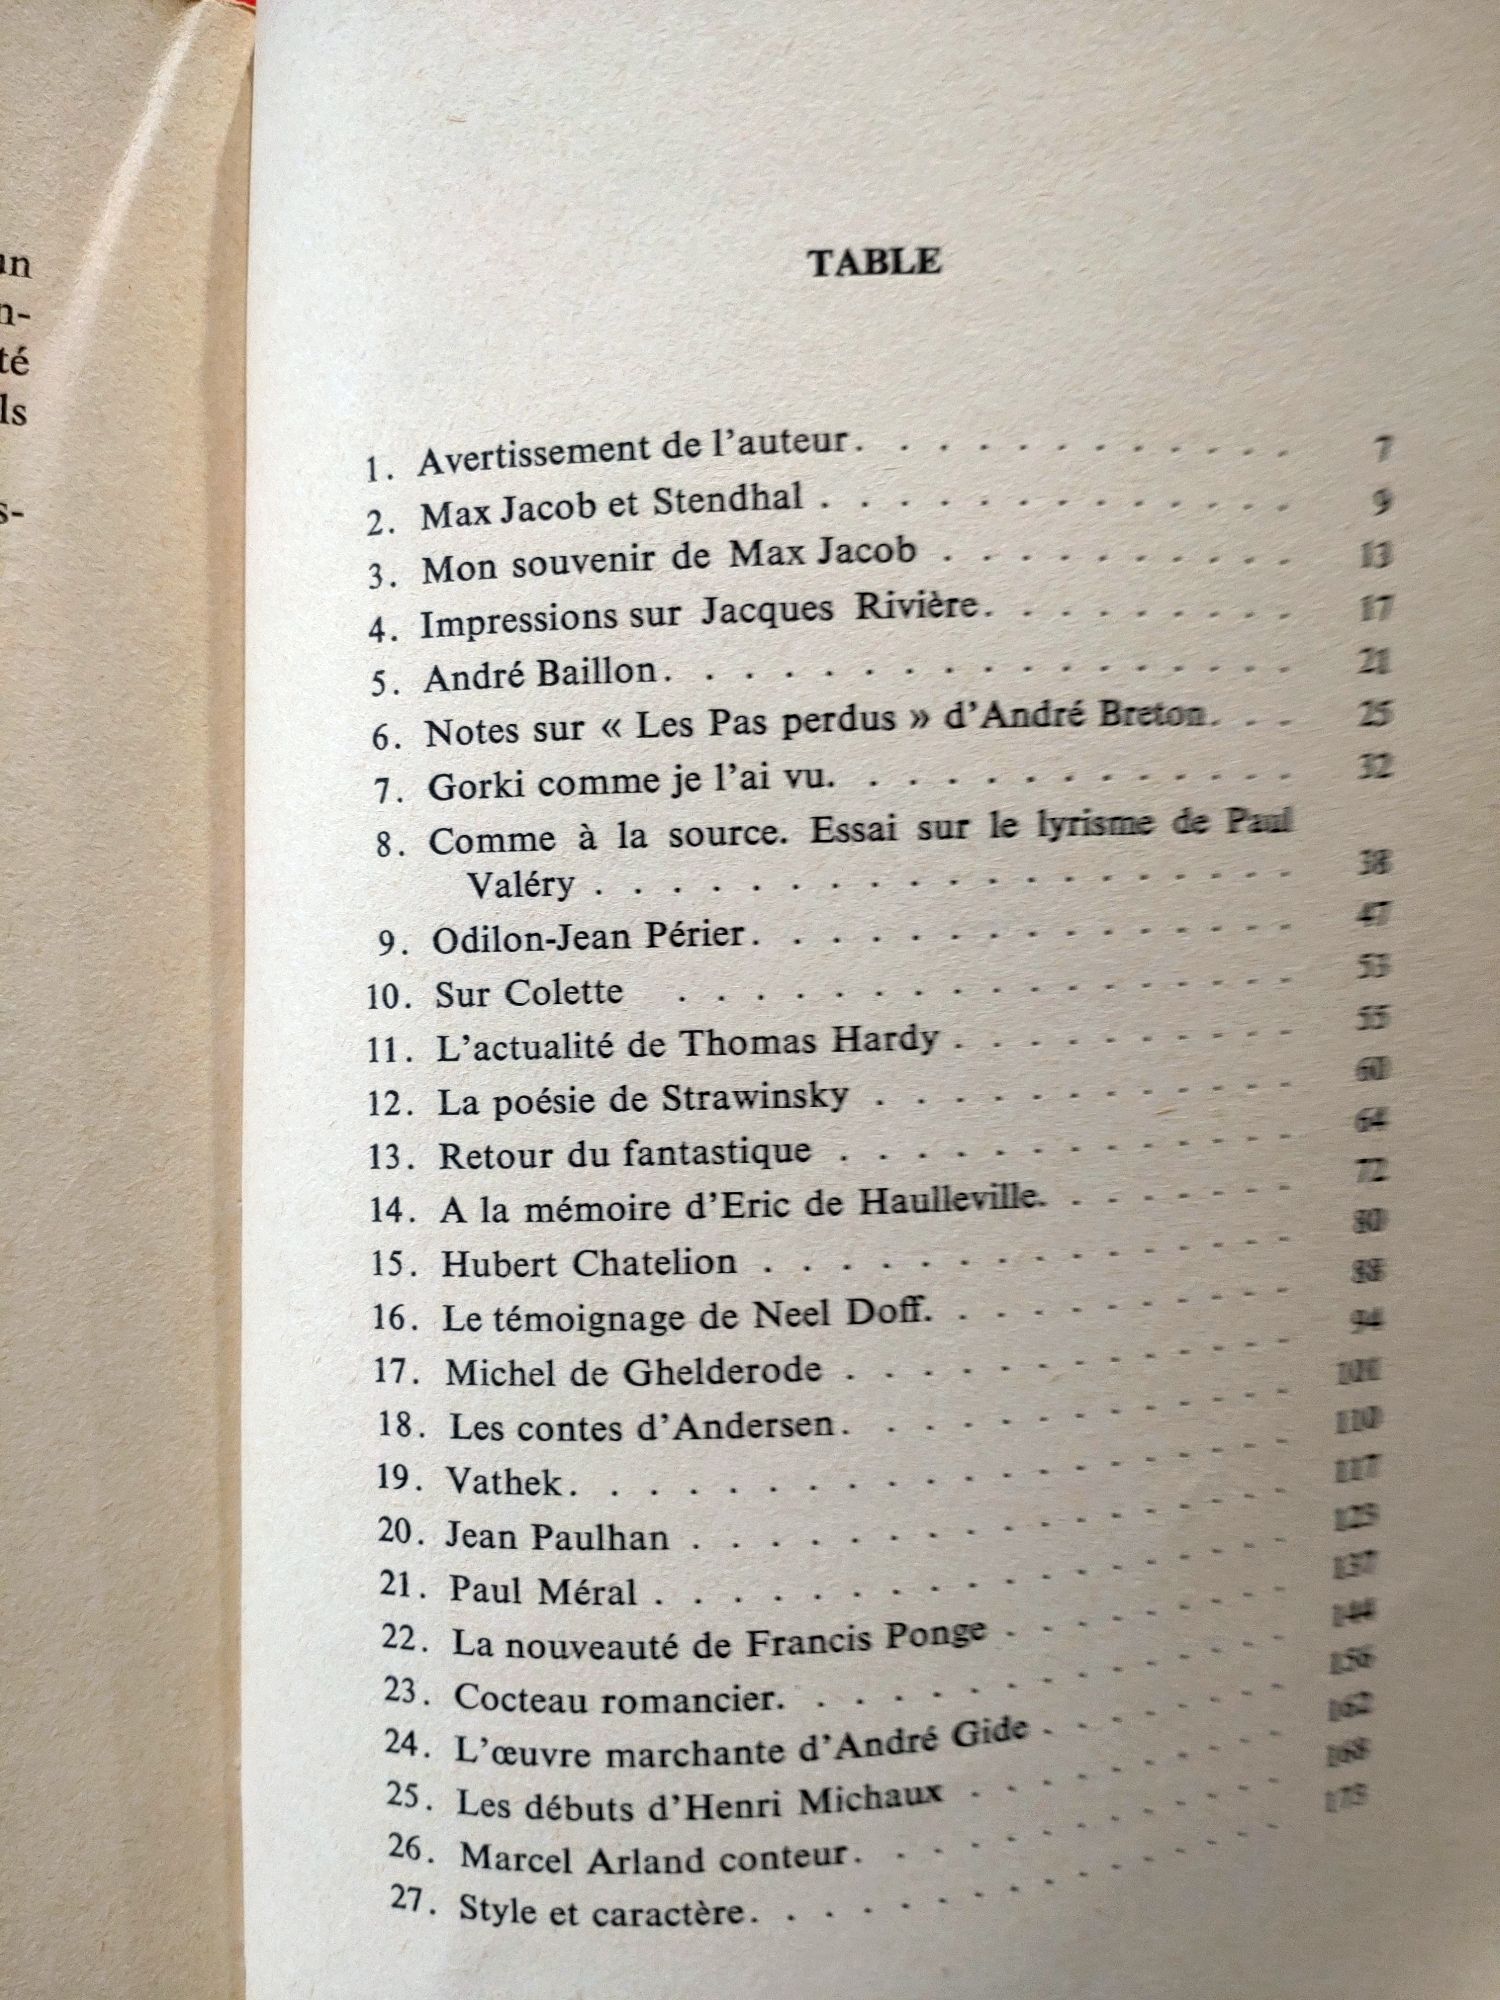 un
n-
té
ls
s-
TABLE
1. Avertissement de l'auteur. . . . . . . . . . . . 7
2. Max Jacob et Stendhal . . . . . . . . . . . . . 9
3. Mon souvenir de Max Jacob . . . . . . . . . . 13
4. Impressions sur Jacques Rivière. . . . . . . . . 17
5. André Baillon. . . . . . . . . . . . . . . . . 21
6. Notes sur « Les Pas perdus » d'André Breton. . . 25
7. Gorki comme je l'ai vu. . . . . . . . . . . . . 32
8. Comme à la source. Essai sur le lyrisme de Paul
Valéry . . . . . . . . . . . . . . . . . . . 38
9. Odilon-Jean Périer. . . . . . . . . . . . . . . 47
10. Sur Colette . . . . . . . . . . . . . . . . 53
11. L'actualité de Thomas Hardy . . . . . . . . . . 55
12. La poésie de Strawinsky . . . . . . . . . . . 60
13. Retour du fantastique . . . . . . . . . . . . 64
14. A la mémoire d'Eric de Haulleville. . . . . . . 72
15. Hubert Chatelion . . . . . . . . . . . . . . 80
16. Le témoignage de Neel Doff. . . . . . . . . . 88
17. Michel de Ghelderode . . . . . . . . . . . . 94
18. Les contes d'Andersen. . . . . . . . . . . . 101
19. Vathek. . . . . . . . . . . . . . . . . . . 110
20. Jean Paulhan . . . . . . . . . . . . . . . . 117
21. Paul Méral . . . . . . . . . . . . . . . . .
22. La nouveauté de Francis Ponge . . . . . . . . 137
23. Cocteau romancier. . . . . . . . . . . . . . 144
24. L'œuvre marchante d'André Gide . . . . . . . 156
25. Les débuts d'Henri Michaux . . . . . . . . . 162
26. Marcel Arland conteur. . . . . . . . . . . . 168
27. Style et caractère. . . . . . . . . . . . . .